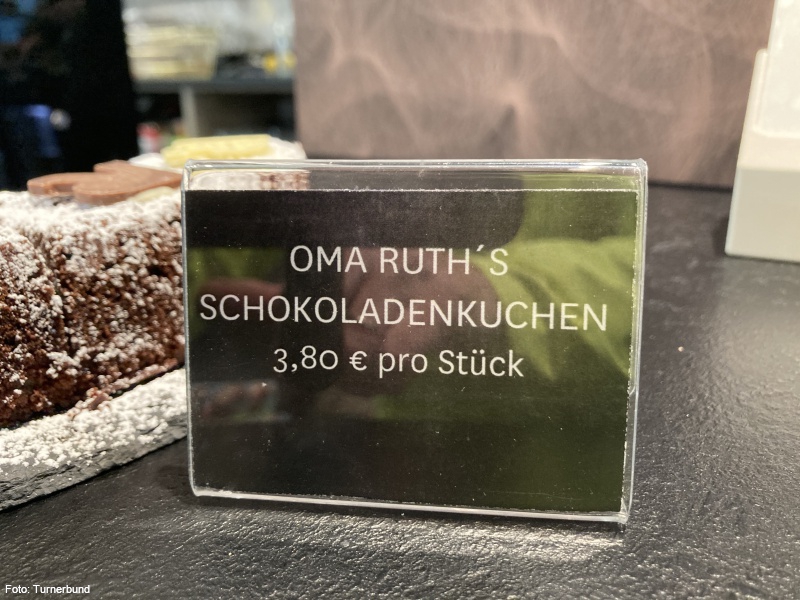 OMA RUTH´S
SCHOKOLADENKUCHEN
3,80 € pro Stück
Foto: Turnerbund